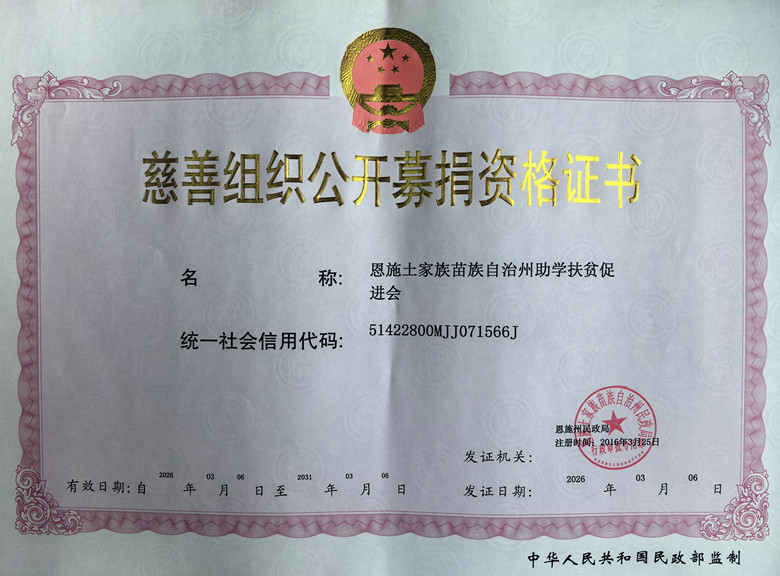 慈善组织公开募捐资格证书
名 称: 恩施土家族苗族自治州助学扶贫促
进会
统一社会信用代码: 51422800MJJ071566J
恩施州民政局
注册时间: 2016年3月25日
发证机关:
有效日期: 自 2026 年 03 月 06 日 至 2031 年 03 月 06 日
发证日期: 2026 年 03 月 06 日
中华人民共和国民政部监制